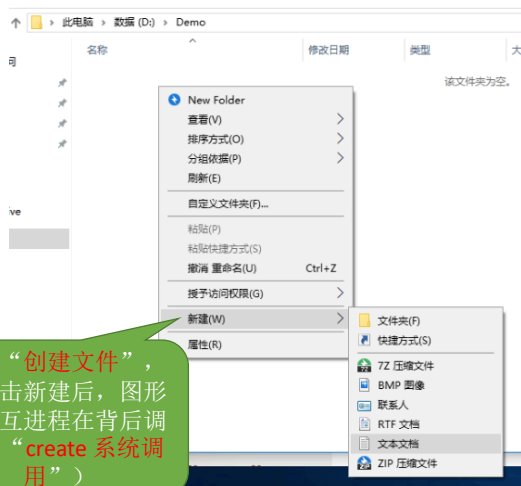 此电脑 › 数据 (D:) › Demo
名称 修改日期 类型 大
问
该文件夹为空。
New Folder
查看(V)
排序方式(O)
分组依据(P)
刷新(E)
自定义文件夹(F)...
粘贴(P)
粘贴快捷方式(S)
撤消 重命名(U) Ctrl+Z
授予访问权限(G)
新建(W)
属性(R)
ive
文件夹(F)
快捷方式(S)
7Z 压缩文件
BMP 图像
联系人
RTF 文档
文本文档
ZIP 压缩文件
“创建文件”，
击新建后，图形
互进程在背后调
“create 系统调
用”）